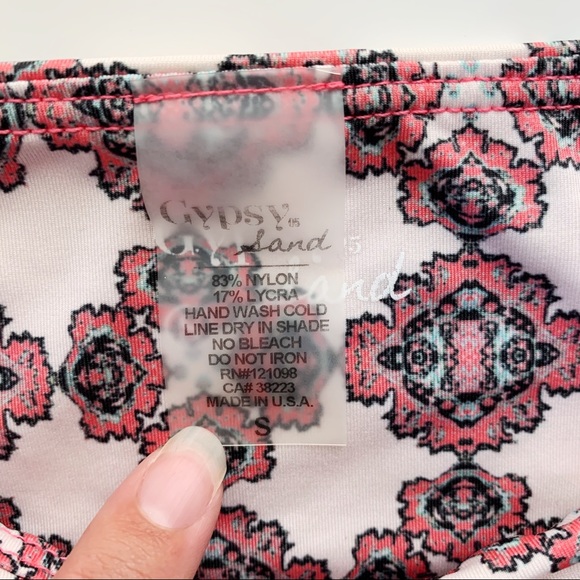 Gypsy 05
Sand
83% NYLON
17% LYCRA
HAND WASH COLD
LINE DRY IN SHADE
NO BLEACH
DO NOT IRON
RN#121098
CA# 38223
MADE IN U.S.A.
S